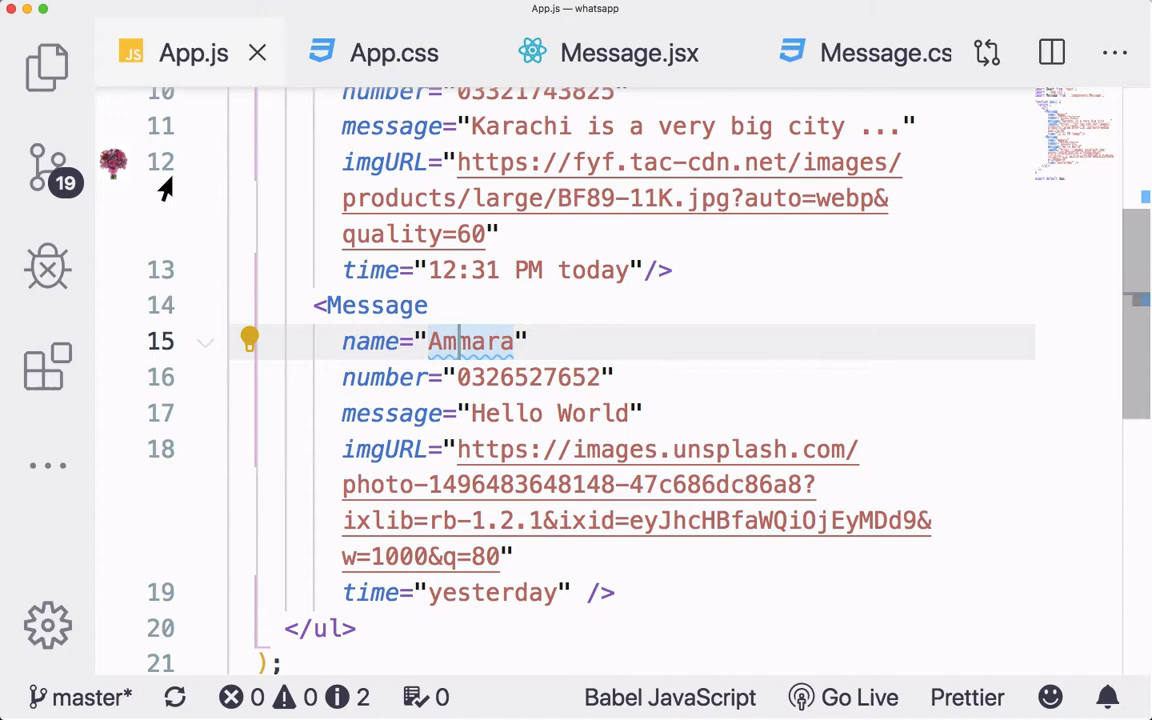 App.js — whatsapp
JS App.js
App.css
Message.jsx
Message.cs
10 number="03321743825"
11 message="Karachi is a very big city ..."
12 imgURL="https://fyf.tac-cdn.net/images/
products/large/BF89-11K.jpg?auto=webp&
quality=60"
13 time="12:31 PM today"/>
14 <Message
15 name="Ammara"
16 number="0326527652"
17 message="Hello World"
18 imgURL="https://images.unsplash.com/
photo-1496483648148-47c686dc86a8?
ixlib=rb-1.2.1&ixid=eyJhcHBfaWQiOjEyMDd9&
w=1000&q=80"
19 time="yesterday" />
20 </ul>
21 );
19
master* 0 0 2 0 Babel JavaScript Go Live Prettier